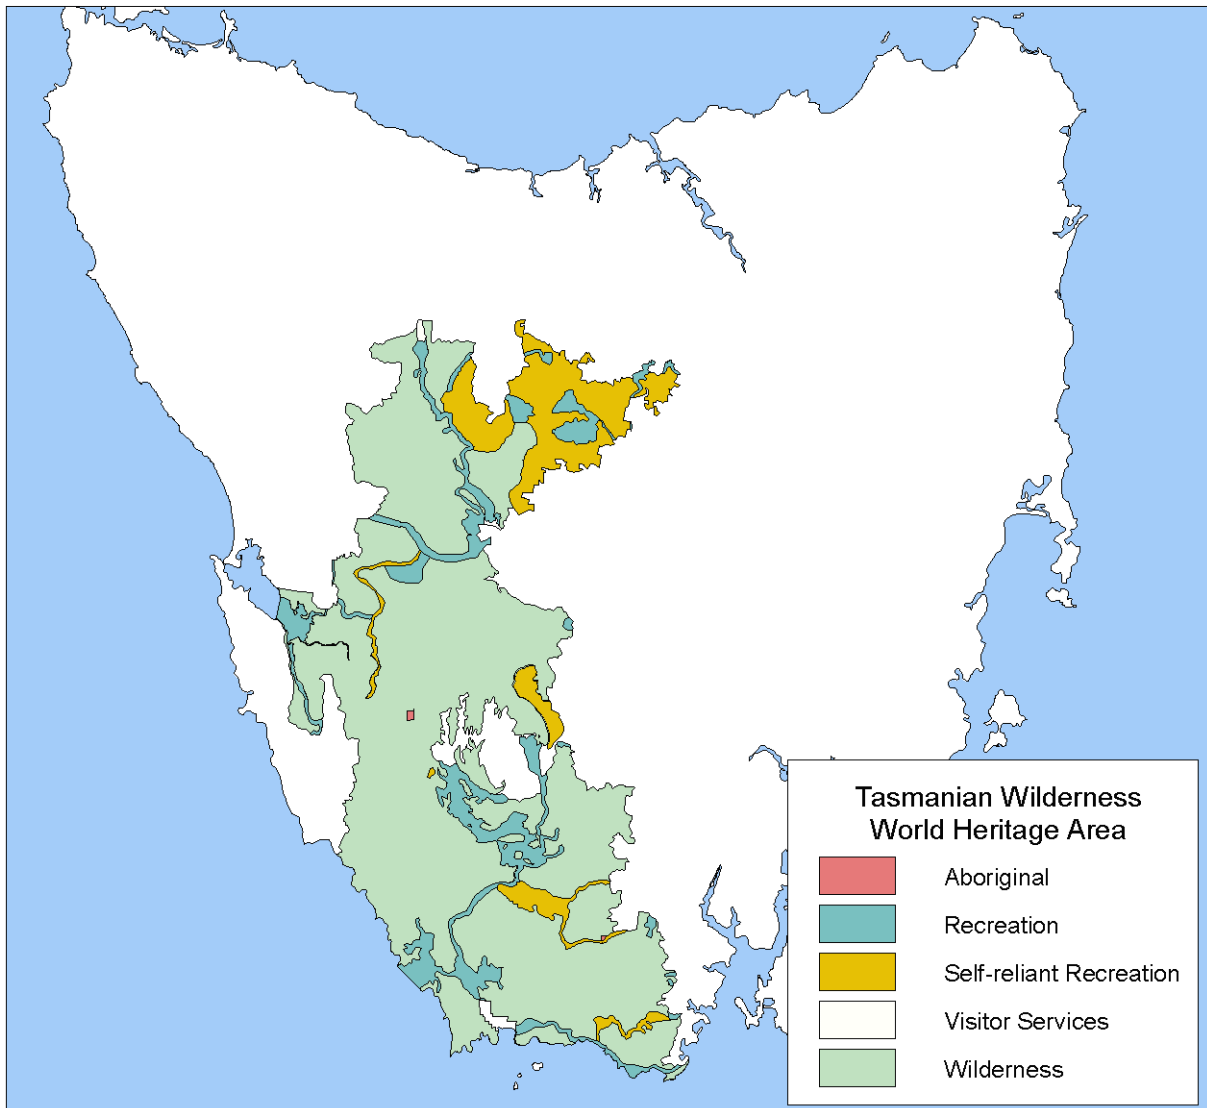 Tasmanian Wilderness
World Heritage Area
Aboriginal
Recreation
Self-reliant Recreation
Visitor Services
Wilderness